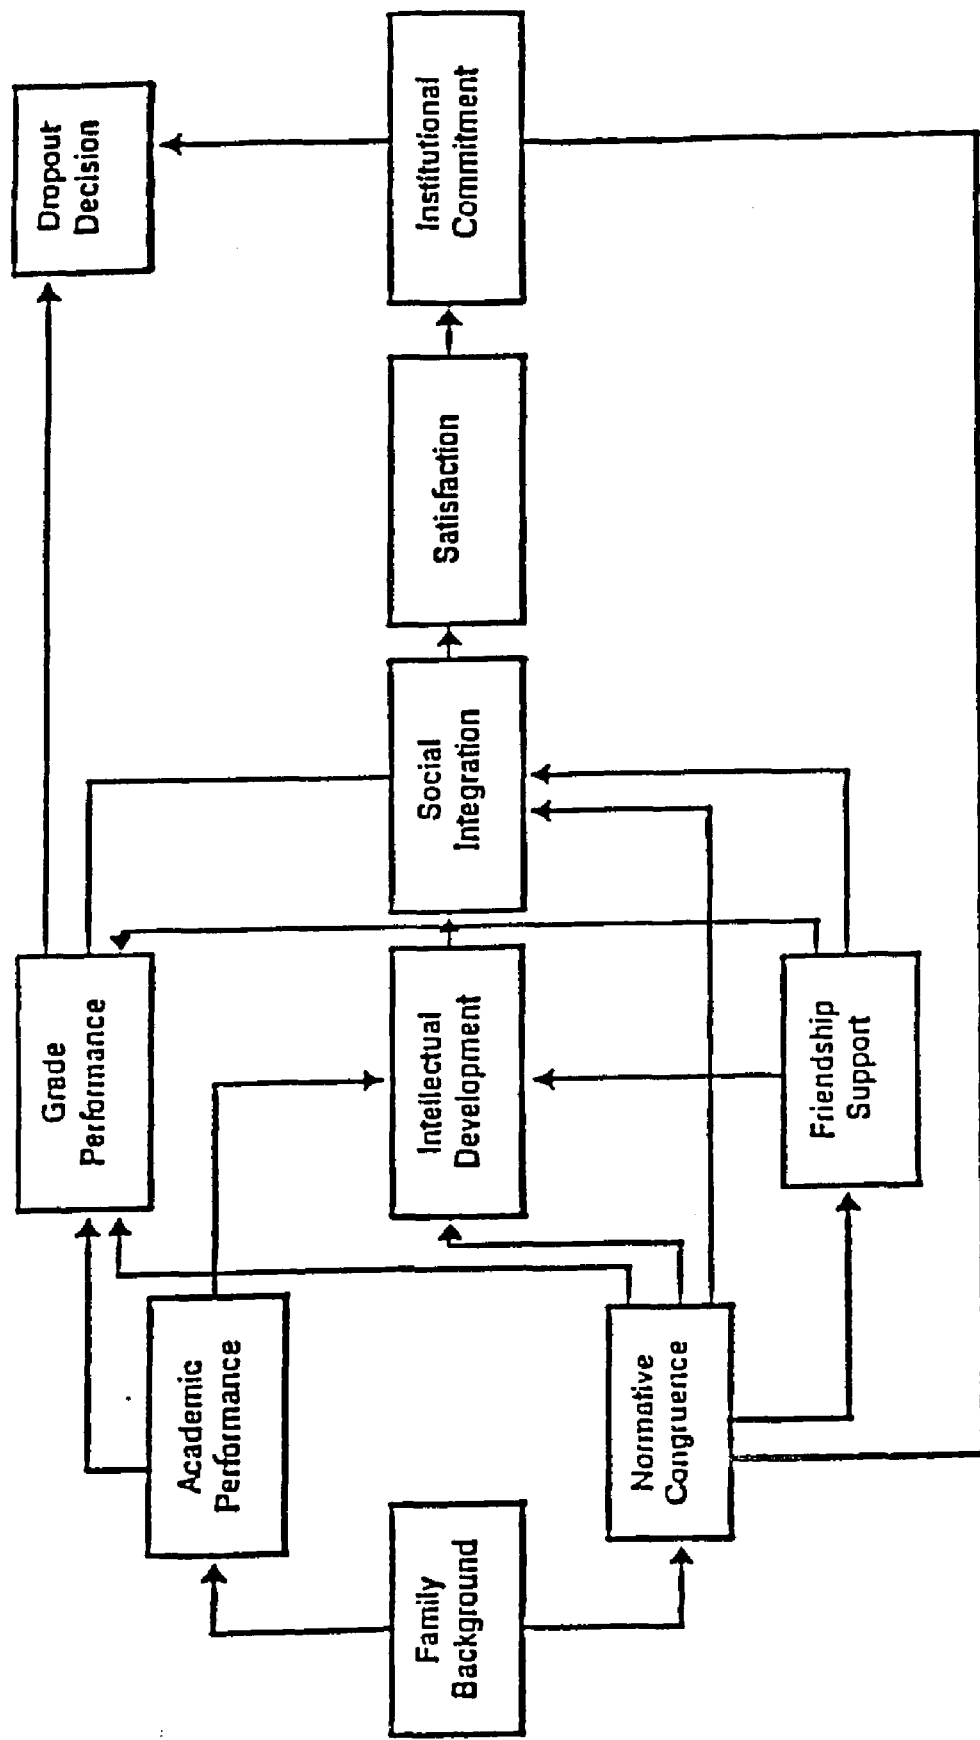 Family
Background
Academic
Performance
Normative
Congruence
Grade
Performance
Intellectual
Development
Friendship
Support
Social
Integration
Satisfaction
Institutional
Commitment
Dropout
Decision